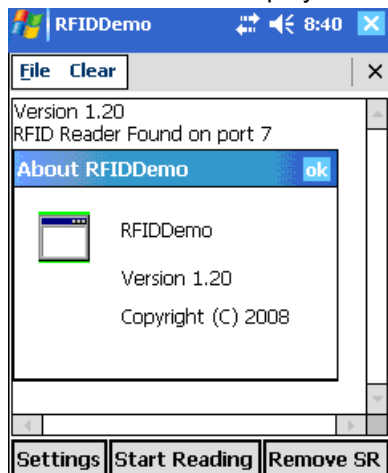 RFIDDemo 8:40
File Clear
Version 1.20
RFID Reader Found on port 7
About RFIDDemo ok
RFIDDemo
Version 1.20
Copyright (C) 2008
Settings Start Reading Remove SR